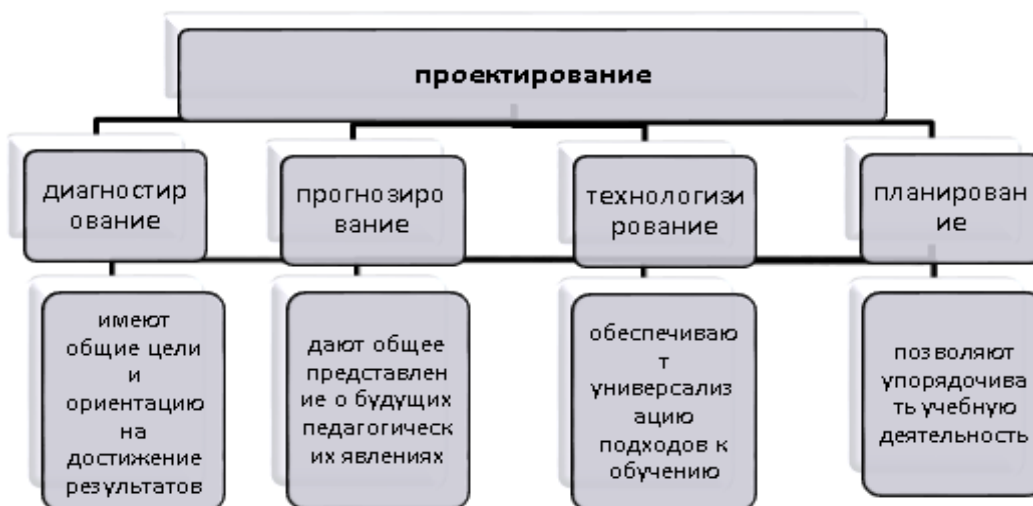 проектирование
диагностир
ование
прогнозиро
вание
технологизи
рование
планирован
ие
имеют
общие цели
и
ориентацию
на
достижение
результатов
дают общее
представлен
ие о будущих
педагогическ
их явлениях
обеспечиваю
т
универсализ
ацию
подходов к
обучению
позволяют
упорядочива
ть учебную
деятельность